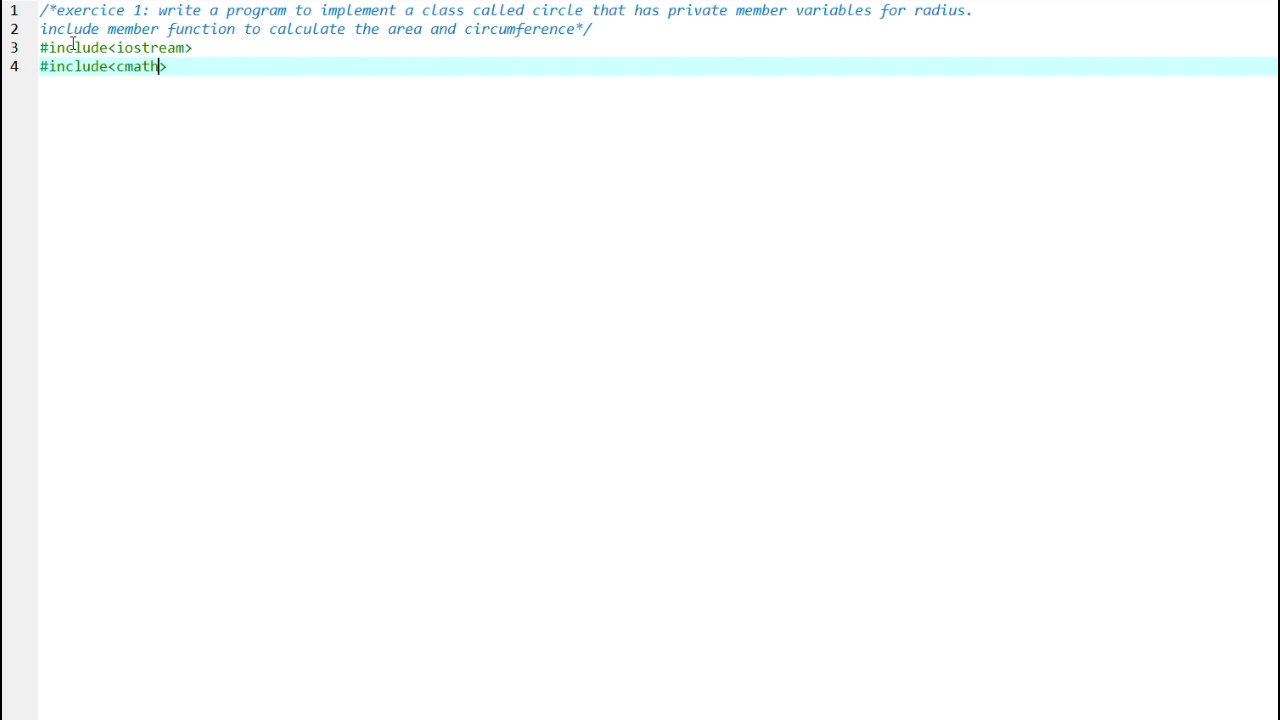 1 /*exercice 1: write a program to implement a class called circle that has private member variables for radius.
2 include member function to calculate the area and circumference*/
3 #include<iostream>
4 #include<cmath>